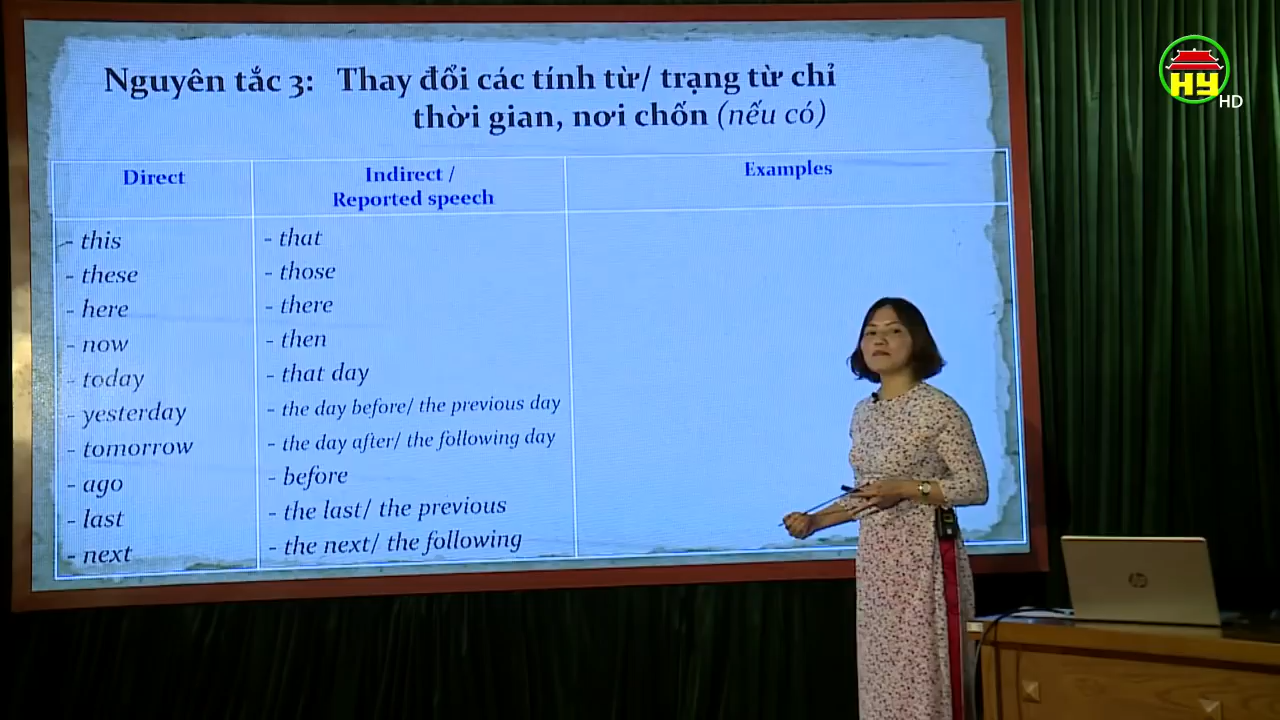 Nguyên tắc 3: Thay đổi các tính từ/ trạng từ chỉ
thời gian, nơi chốn (nếu có)
Direct
Indirect /
Reported speech
Examples
- this
- that
- these
- those
- here
- there
- now
- then
- today
- that day
- yesterday
- the day before/ the previous day
- tomorrow
- the day after/ the following day
- ago
- before
- last
- the last/ the previous
- next
- the next/ the following
HY
HD
hp